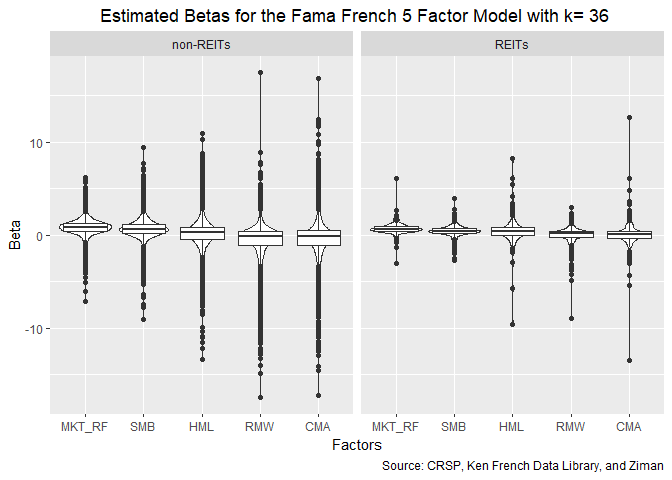 Estimated Betas for the Fama French 5 Factor Model with k= 36
non-REITs
REITs
10
0
-10
Beta
MKT_RF SMB HML RMW CMA
MKT_RF SMB HML RMW CMA
Factors
Source: CRSP, Ken French Data Library, and Ziman